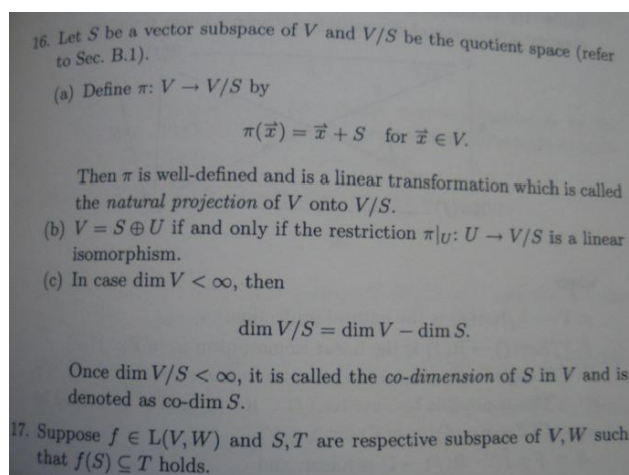 16. Let S be a vector subspace of V and V/S be the quotient space (refer
to Sec. B.1).
(a) Define π: V → V/S by
π(x⃗) = x⃗ + S for x⃗ ∈ V.
Then π is well-defined and is a linear transformation which is called
the natural projection of V onto V/S.
(b) V = S ⊕ U if and only if the restriction π|U: U → V/S is a linear
isomorphism.
(c) In case dim V < ∞, then
dim V/S = dim V − dim S.
Once dim V/S < ∞, it is called the co-dimension of S in V and is
denoted as co-dim S.
17. Suppose f ∈ L(V, W) and S, T are respective subspace of V, W such
that f(S) ⊆ T holds.